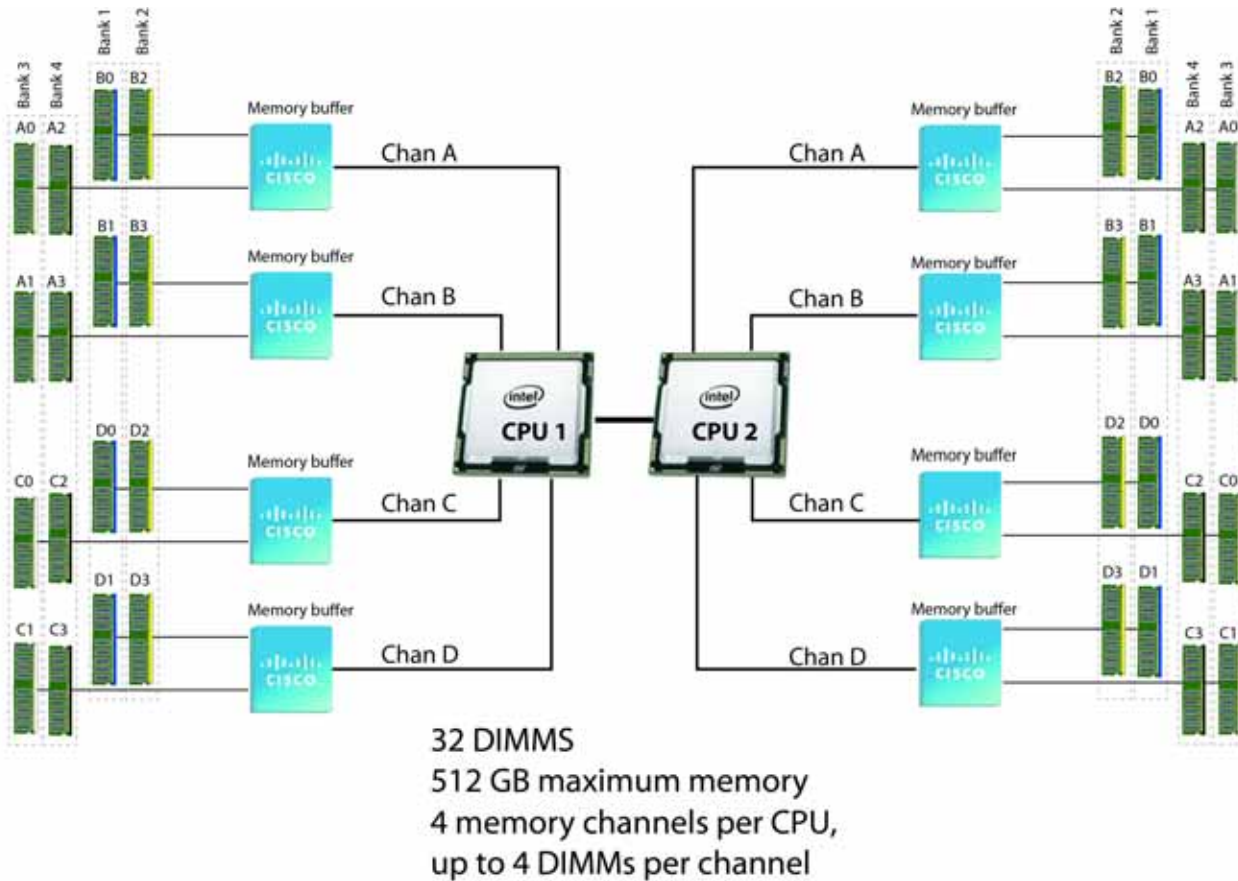 Bank 1
Bank 2
Bank 2
Bank 1
Bank 3
Bank 4
Bank 4
Bank 3
B0 B2
B2 B0
Memory buffer
Memory buffer
A0 A2
A2 A0
CISCO
Chan A
Chan A
CISCO
B1 B3
B3 B1
Memory buffer
Memory buffer
A1 A3
A3 A1
CISCO
Chan B
Chan B
CISCO
intel
CPU 1
intel
CPU 2
D0 D2
D2 D0
Memory buffer
Memory buffer
C0 C2
C2 C0
CISCO
Chan C
Chan C
CISCO
D1 D3
D3 D1
Memory buffer
Memory buffer
C1 C3
C3 C1
CISCO
Chan D
Chan D
CISCO
32 DIMMS
512 GB maximum memory
4 memory channels per CPU,
up to 4 DIMMs per channel